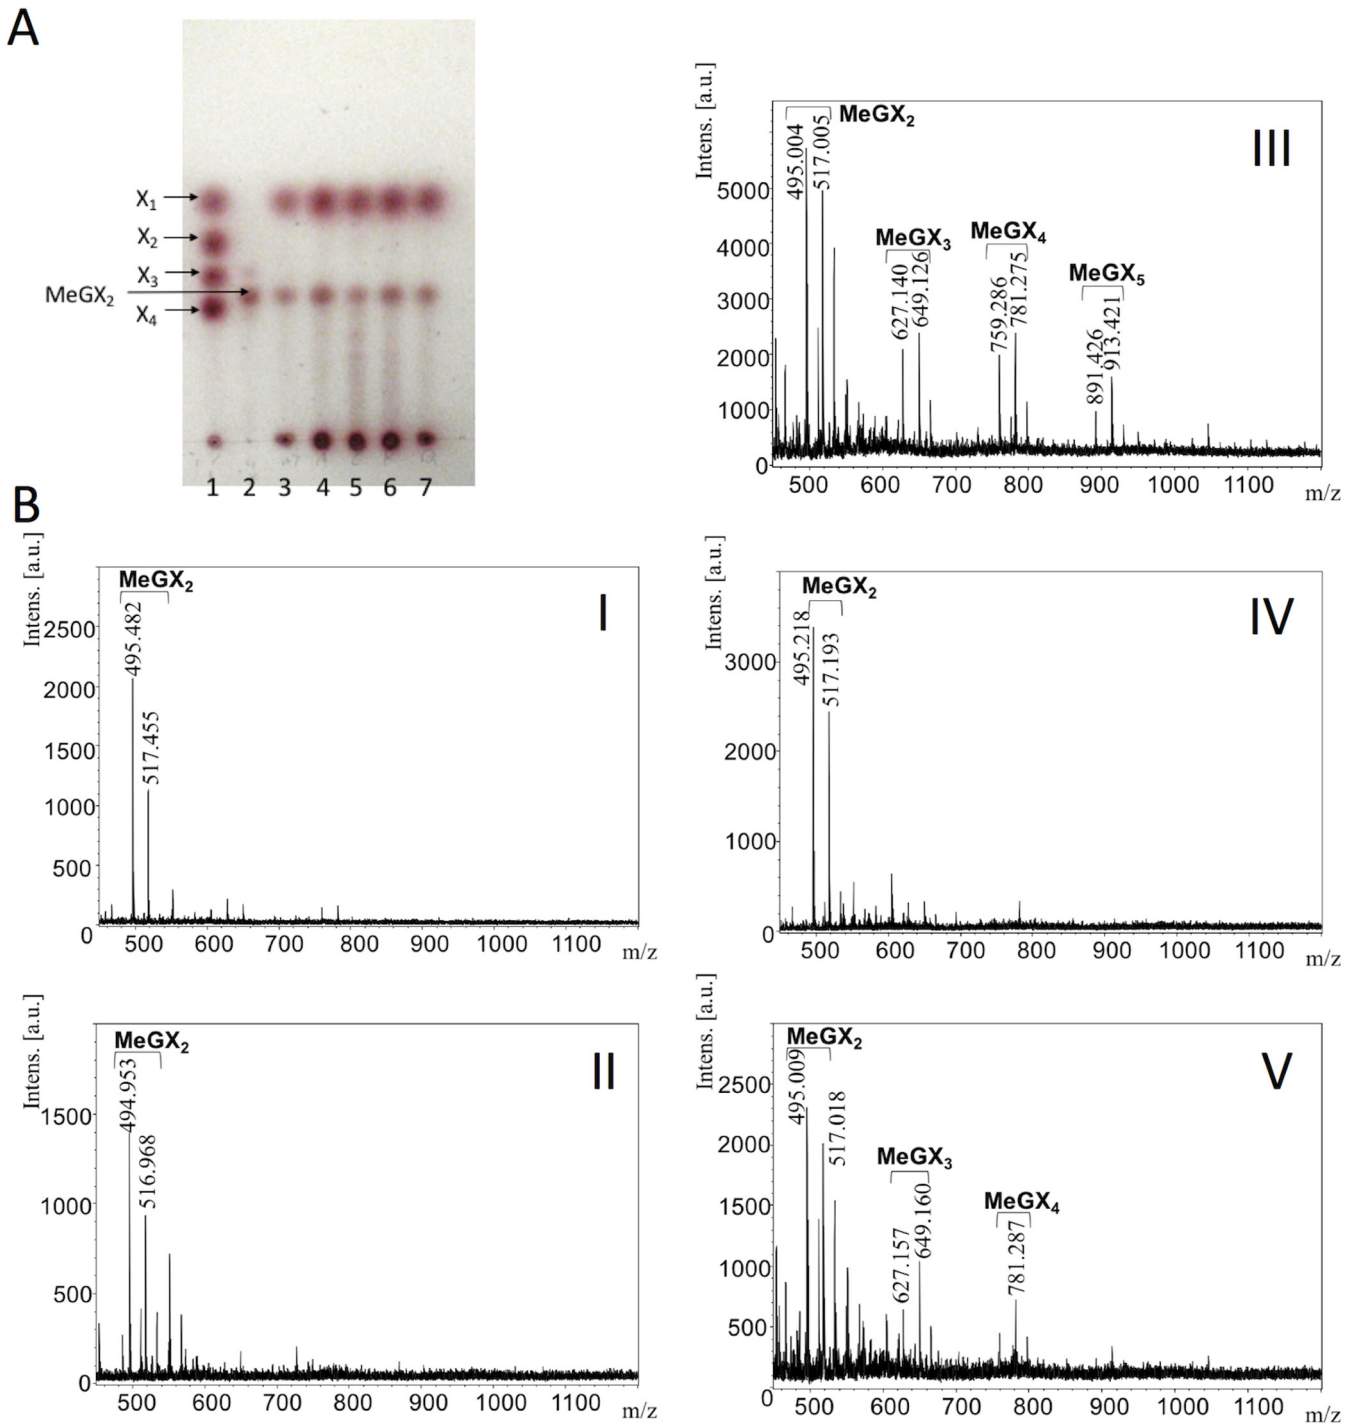 A
X₁
X₂
X₃
MeGX₂
X₄
1 2 3 4 5 6 7
B
Intens. [a.u.]
MeGX₂
I
495.482
517.455
2500
2000
1500
1000
500
0
500 600 700 800 900 1000 1100
m/z
Intens. [a.u.]
MeGX₂
II
494.953
516.968
1500
1000
500
0
500 600 700 800 900 1000 1100
m/z
Intens. [a.u.]
MeGX₂
III
495.004
517.005
MeGX₃
627.140
649.126
MeGX₄
759.286
781.275
MeGX₅
891.426
913.421
5000
4000
3000
2000
1000
0
500 600 700 800 900 1000 1100
m/z
Intens. [a.u.]
MeGX₂
IV
495.218
517.193
3000
2000
1000
0
500 600 700 800 900 1000 1100
m/z
Intens. [a.u.]
MeGX₂
V
495.009
517.018
MeGX₃
627.157
649.160
MeGX₄
781.287
2500
2000
1500
1000
500
0
500 600 700 800 900 1000 1100
m/z